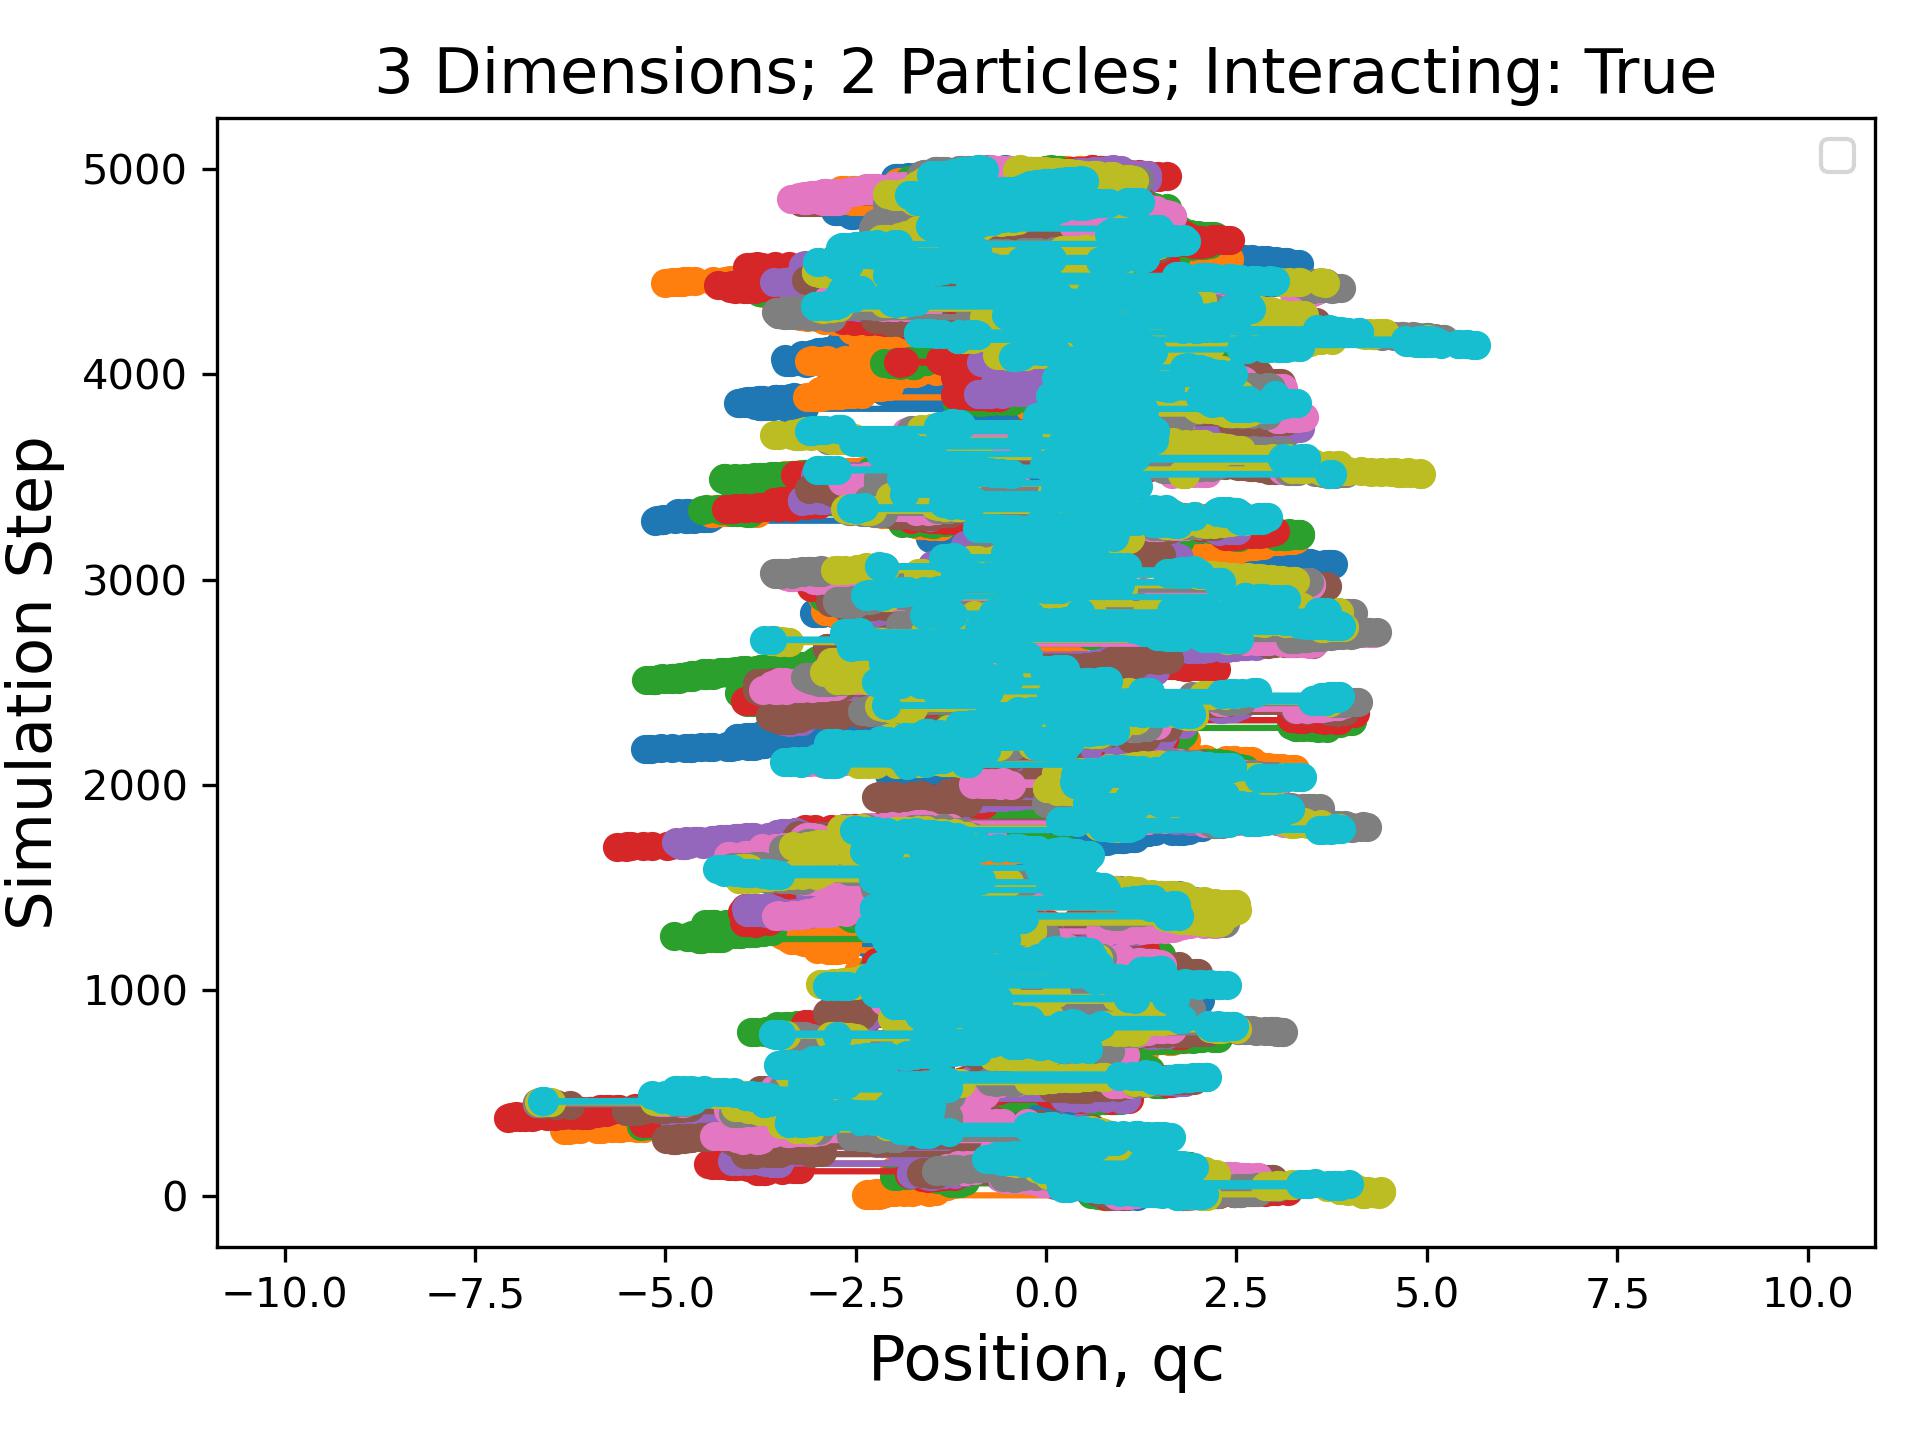 3 Dimensions; 2 Particles; Interacting: True
5000
4000
3000
2000
1000
0
Simulation Step
−10.0 −7.5 −5.0 −2.5 0.0 2.5 5.0 7.5 10.0
Position, qc